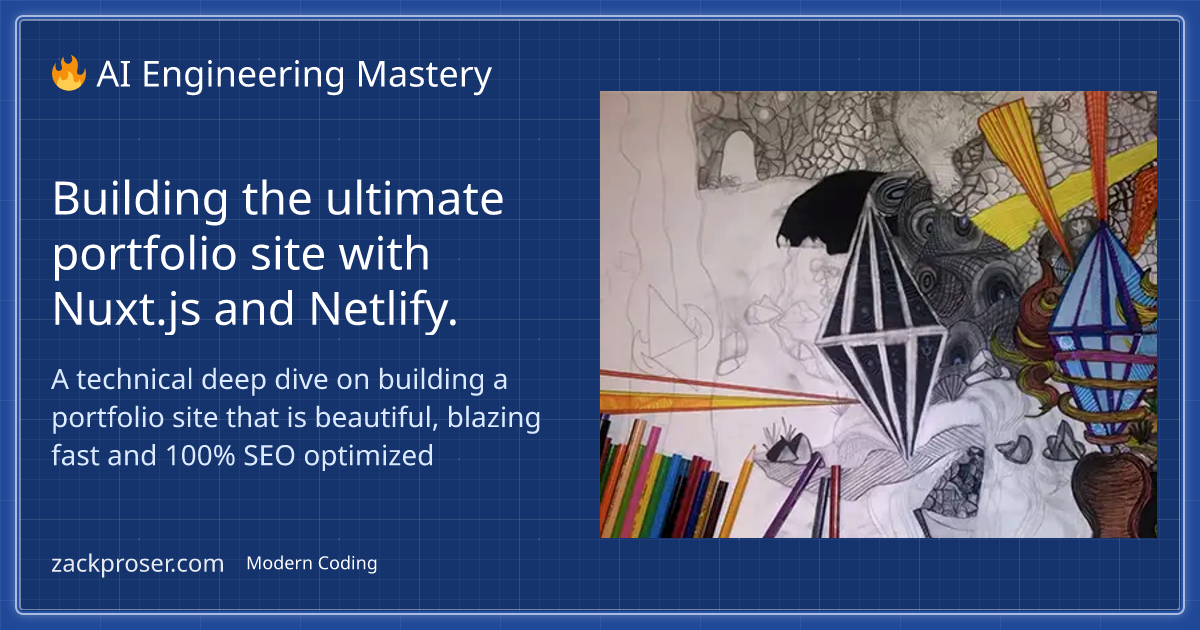 🔥 AI Engineering Mastery
Building the ultimate
portfolio site with
Nuxt.js and Netlify.
A technical deep dive on building a
portfolio site that is beautiful, blazing
fast and 100% SEO optimized
zackproser.com Modern Coding